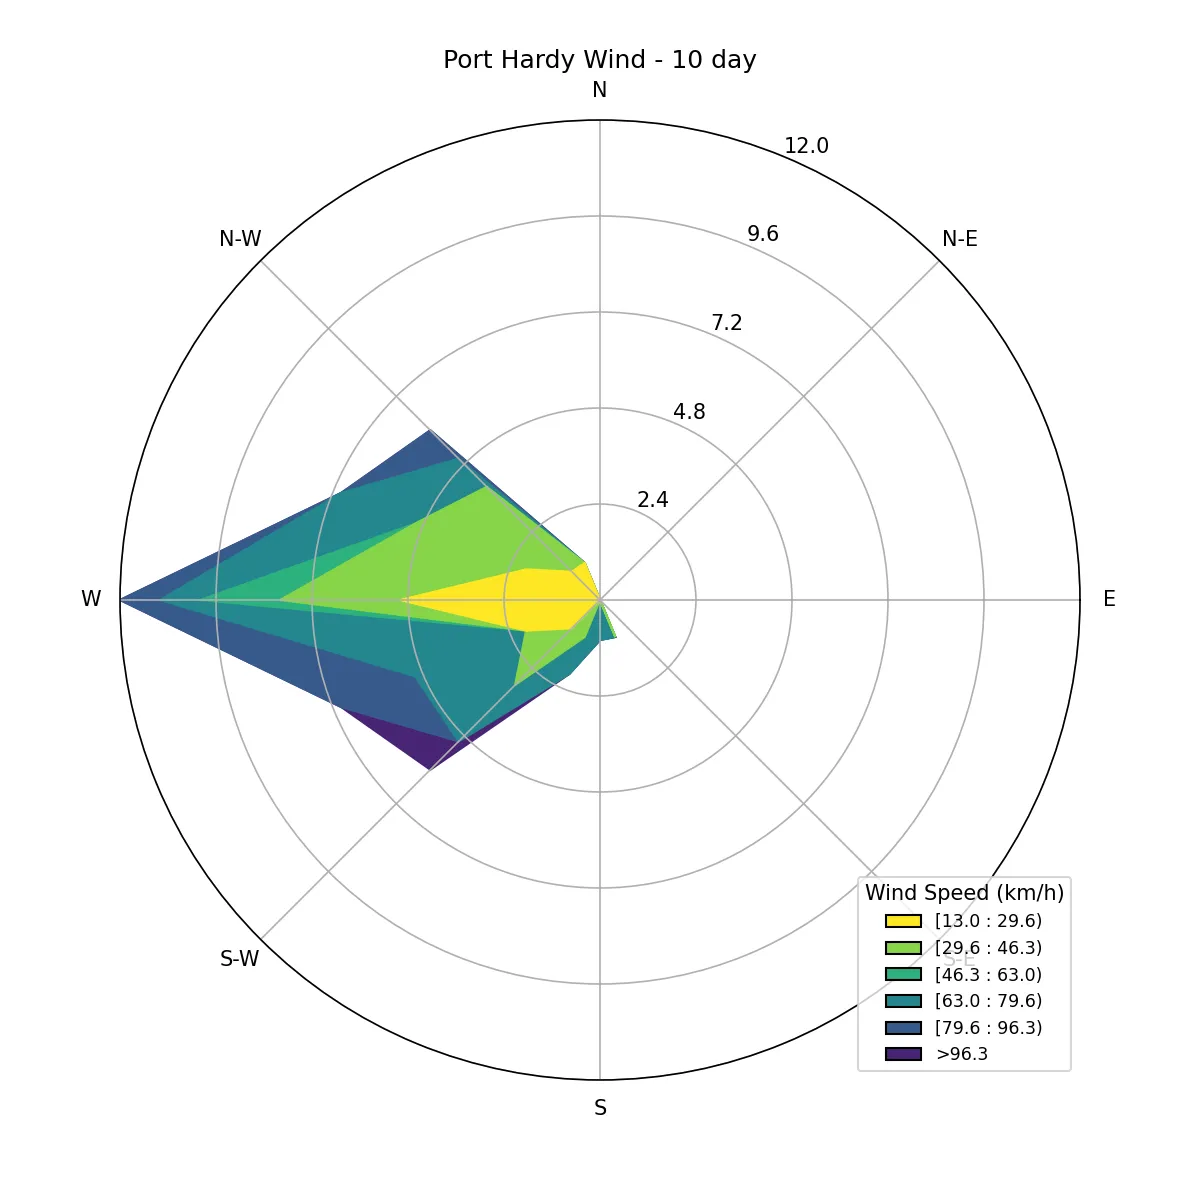 Port Hardy Wind - 10 day
N
12.0
N-W
9.6
N-E
7.2
4.8
2.4
W
E
Wind Speed (km/h)
[13.0 : 29.6)
[29.6 : 46.3)
S-W
S-E
[46.3 : 63.0)
[63.0 : 79.6)
[79.6 : 96.3)
>96.3
S